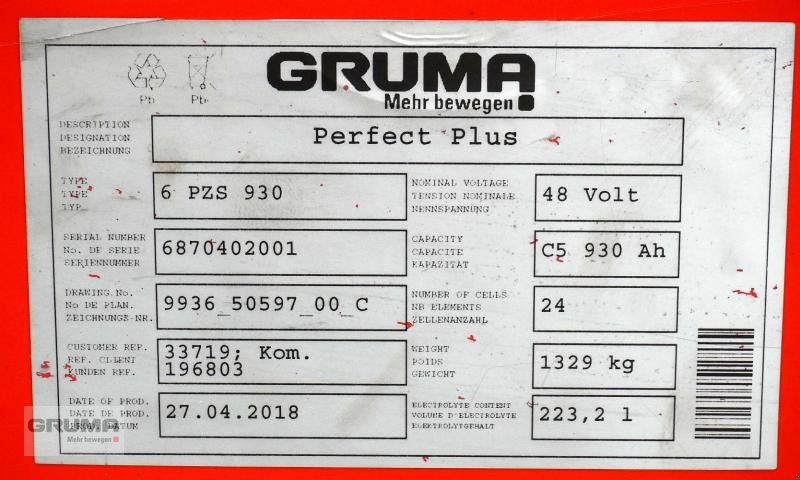 GRUMA
Mehr bewegen
Pb Pb
DESCRIPTION
DESIGNATION
BEZEICHNUNG
Perfect Plus
TYPE
TYPE
TYP
6 PZS 930
NOMINAL VOLTAGE
TENSION NOMINALE
NENNSPANNUNG
48 Volt
SERIAL NUMBER
No. DE SERIE
SERIENNUMMER
6870402001
CAPACITY
CAPACITE
KAPAZITÄT
C5 930 Ah
DRAWING.No.
No DE PLAN.
ZEICHNUNGS-NR.
9936_50597_00_C
NUMBER OF CELLS
NB ELEMENTS
ZELLENANZAHL
24
CUSTOMER REF.
REF. CLIENT
KUNDEN REF.
33719; Kom.
196803
WEIGHT
POIDS
GEWICHT
1329 kg
DATE OF PROD.
DATE DE PROD.
PROD. DATUM
27.04.2018
ELECTROLYTE CONTENT
VOLUME D'ELECTROLYTE
ELEKTROLYTGEHALT
223,2 l
GRUMA
Mehr bewegen